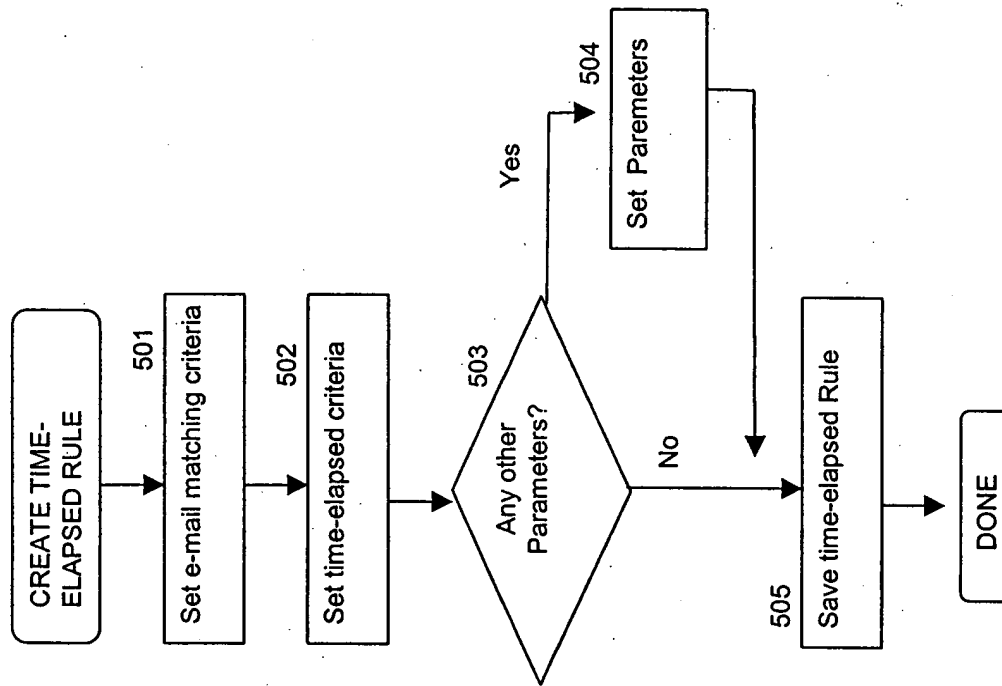 CREATE TIME-
ELAPSED RULE
501
Set e-mail matching criteria
502
Set time-elapsed criteria
503
Any other
Parameters?
Yes
504
Set Paremeters
No
505
Save time-elapsed Rule
DONE